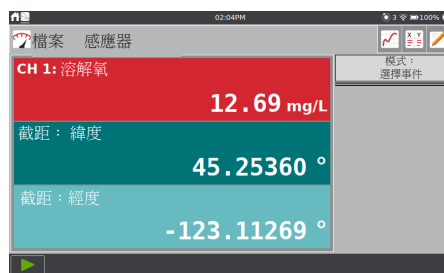 02:04PM
3
100%
檔案 感應器
X Y
模式：
選擇事件
CH 1: 溶解氧
12.69 mg/L
截距： 緯度
45.25360 °
截距：經度
-123.11269 °